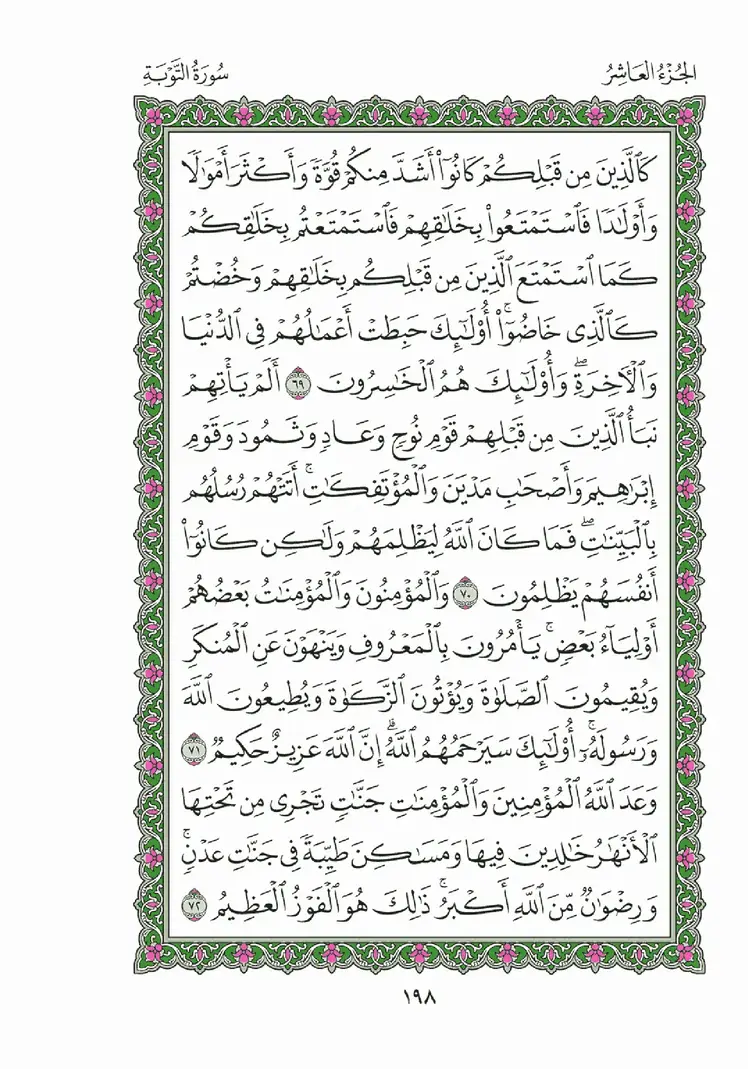 الجُزْءُ العَاشِرُ
سُورَةُ التَّوْبَةِ
كَٱلَّذِينَ مِن قَبْلِكُمْ كَانُوٓاْ أَشَدَّ مِنكُمْ قُوَّةً وَأَكْثَرَ أَمْوَٰلًا
وَأَوْلَٰدًا فَٱسْتَمْتَعُواْ بِخَلَٰقِهِمْ فَٱسْتَمْتَعْتُم بِخَلَٰقِكُمْ
كَمَا ٱسْتَمْتَعَ ٱلَّذِينَ مِن قَبْلِكُم بِخَلَٰقِهِمْ وَخُضْتُمْ
كَٱلَّذِى خَاضُوٓاْۚ أُوْلَٰٓئِكَ حَبِطَتْ أَعْمَٰلُهُمْ فِى ٱلدُّنْيَا
وَٱلْأٓخِرَةِۖ وَأُوْلَٰٓئِكَ هُمُ ٱلْخَٰسِرُونَ ٦٩ أَلَمْ يَأْتِهِمْ
نَبَأُ ٱلَّذِينَ مِن قَبْلِهِمْ قَوْمِ نُوحٍ وَعَادٍ وَثَمُودَ وَقَوْمِ
إِبْرَٰهِيمَ وَأَصْحَٰبِ مَدْيَنَ وَٱلْمُؤْتَفِكَٰتِۚ أَتَتْهُمْ رُسُلُهُم
بِٱلْبَيِّنَٰتِۖ فَمَا كَانَ ٱللَّهُ لِيَظْلِمَهُمْ وَلَٰكِن كَانُوٓاْ
أَنفُسَهُمْ يَظْلِمُونَ ٧٠ وَٱلْمُؤْمِنُونَ وَٱلْمُؤْمِنَٰتُ بَعْضُهُمْ
أَوْلِيَآءُ بَعْضٍۚ يَأْمُرُونَ بِٱلْمَعْرُوفِ وَيَنْهَوْنَ عَنِ ٱلْمُنكَرِ
وَيُقِيمُونَ ٱلصَّلَوٰةَ وَيُؤْتُونَ ٱلزَّكَوٰةَ وَيُطِيعُونَ ٱللَّهَ
وَرَسُولَهُۥٓۚ أُوْلَٰٓئِكَ سَيَرْحَمُهُمُ ٱللَّهُۗ إِنَّ ٱللَّهَ عَزِيزٌ حَكِيمٌ ٧١
وَعَدَ ٱللَّهُ ٱلْمُؤْمِنِينَ وَٱلْمُؤْمِنَٰتِ جَنَّٰتٍ تَجْرِى مِن تَحْتِهَا
ٱلْأَنْهَٰرُ خَٰلِدِينَ فِيهَا وَمَسَٰكِنَ طَيِّبَةً فِى جَنَّٰتِ عَدْنٍۚ
وَرِضْوَٰنٌ مِّنَ ٱللَّهِ أَكْبَرُۚ ذَٰلِكَ هُوَ ٱلْفَوْزُ ٱلْعَظِيمُ ٧٢
١٩٨